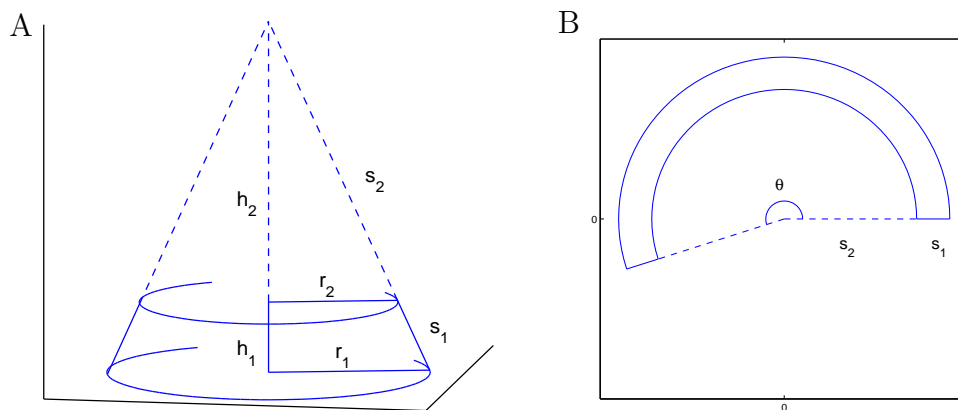 A
h₂
s₂
r₂
s₁
h₁
r₁
B
θ
0
s₂
s₁
0